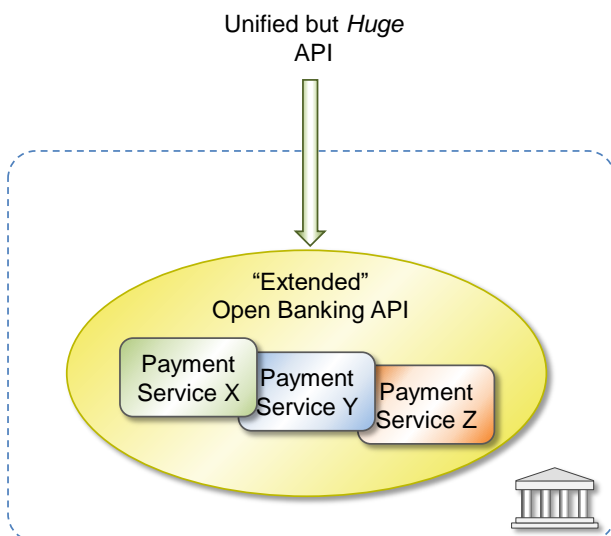 Unified but Huge
API
“Extended”
Open Banking API
Payment
Service X
Payment
Service Y
Payment
Service Z